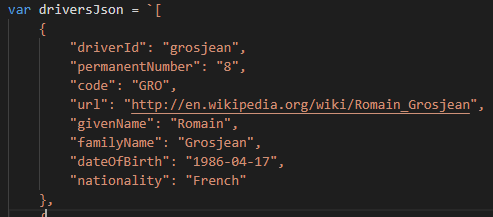 var driversJson = `[
    {
        "driverId": "grosjean",
        "permanentNumber": "8",
        "code": "GRO",
        "url": "http://en.wikipedia.org/wiki/Romain_Grosjean",
        "givenName": "Romain",
        "familyName": "Grosjean",
        "dateOfBirth": "1986-04-17",
        "nationality": "French"
    },